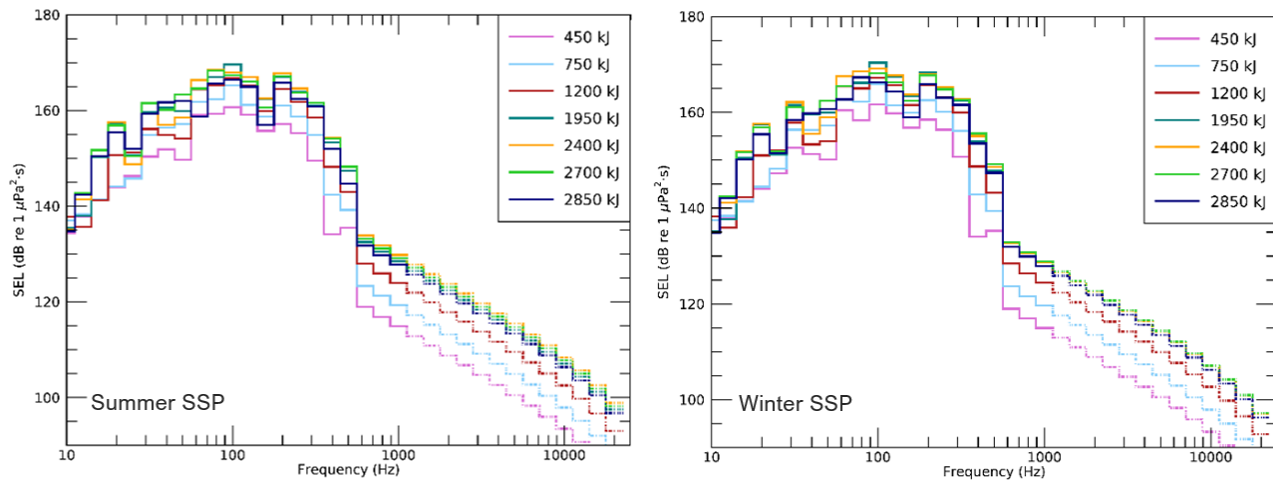 180
160
140
120
100
SEL (dB re 1 μPa²·s)
10
100
1000
10000
Frequency (Hz)
450 kJ
750 kJ
1200 kJ
1950 kJ
2400 kJ
2700 kJ
2850 kJ
Summer SSP
180
160
140
120
100
SEL (dB re 1 μPa²·s)
10
100
1000
10000
Frequency (Hz)
450 kJ
750 kJ
1200 kJ
1950 kJ
2400 kJ
2700 kJ
2850 kJ
Winter SSP